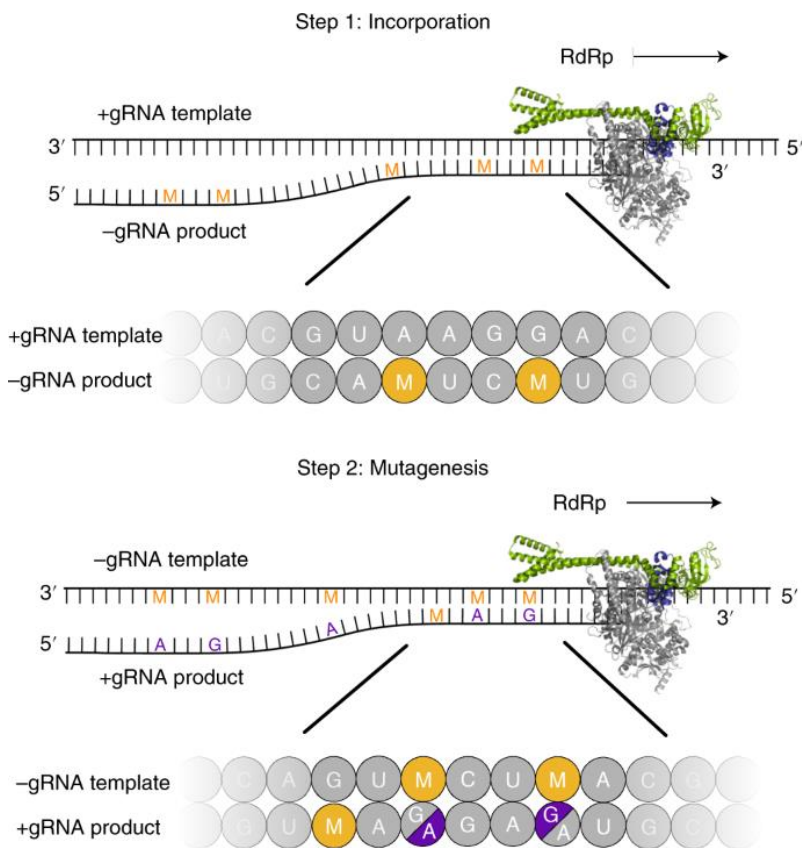 Step 1: Incorporation
RdRp
+gRNA template
3′ 5′
M M M 3′
5′ M M
–gRNA product
+gRNA template A C G U A A G G A C
–gRNA product U G C A M U C M U G
Step 2: Mutagenesis
RdRp
–gRNA template
3′ M M M M M 5′
A M A G 3′
5′ A G
+gRNA product
–gRNA template C A G U M C U M A C G
+gRNA product G U M A G A G A G A U G C